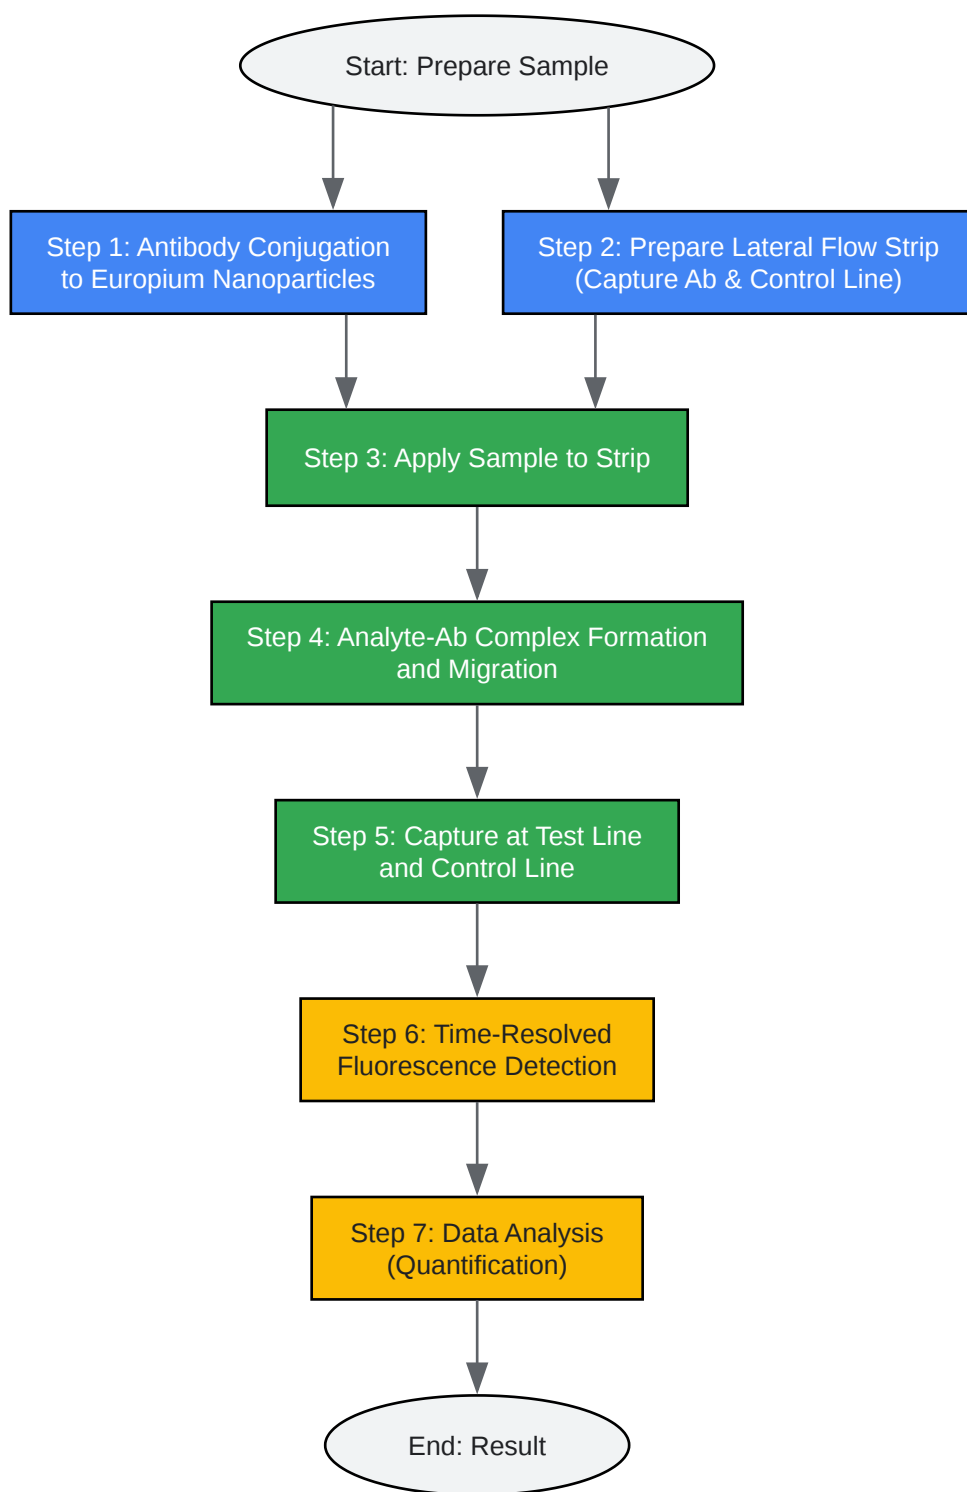 Start: Prepare Sample
Step 1: Antibody Conjugation
to Europium Nanoparticles
Step 2: Prepare Lateral Flow Strip
(Capture Ab & Control Line)
Step 3: Apply Sample to Strip
Step 4: Analyte-Ab Complex Formation
and Migration
Step 5: Capture at Test Line
and Control Line
Step 6: Time-Resolved
Fluorescence Detection
Step 7: Data Analysis
(Quantification)
End: Result